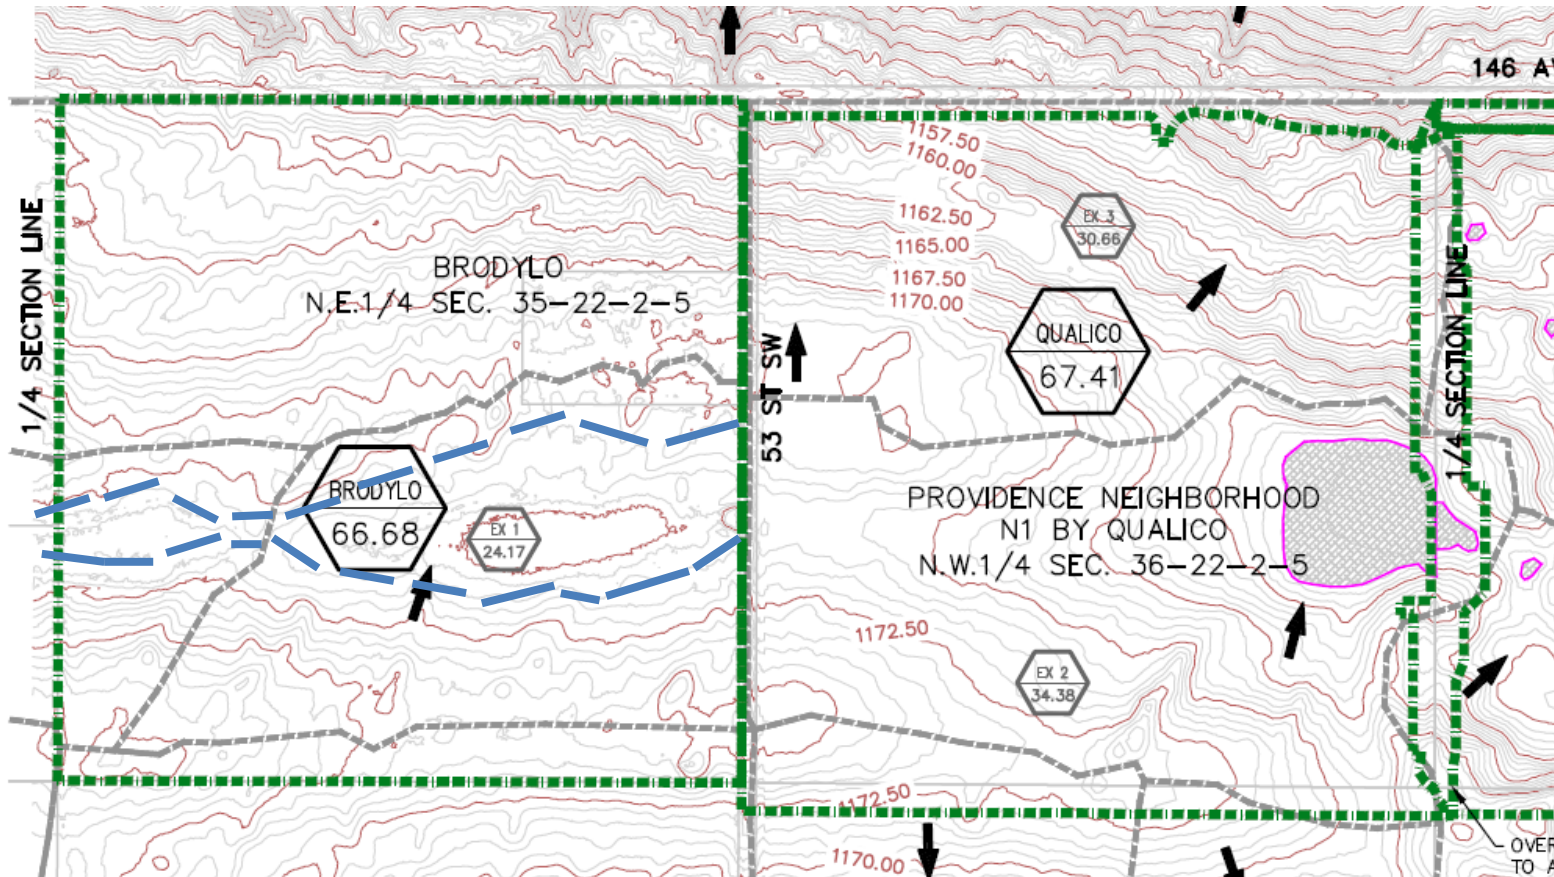 146 AV
1157.50
1160.00
1/4 SECTION LINE
EX 3
30.66
1162.50
1165.00
BRODYLO
N.E.1/4 SEC. 35-22-2-5
1167.50
1170.00
53 ST SW
QUALICO
67.41
1/4 SECTION LINE
BRODYLO
66.68
EX 1
24.17
PROVIDENCE NEIGHBORHOOD
N1 BY QUALICO
N.W.1/4 SEC. 36-22-2-5
1172.50
EX 2
34.38
1172.50
1170.00
OVER
TO A